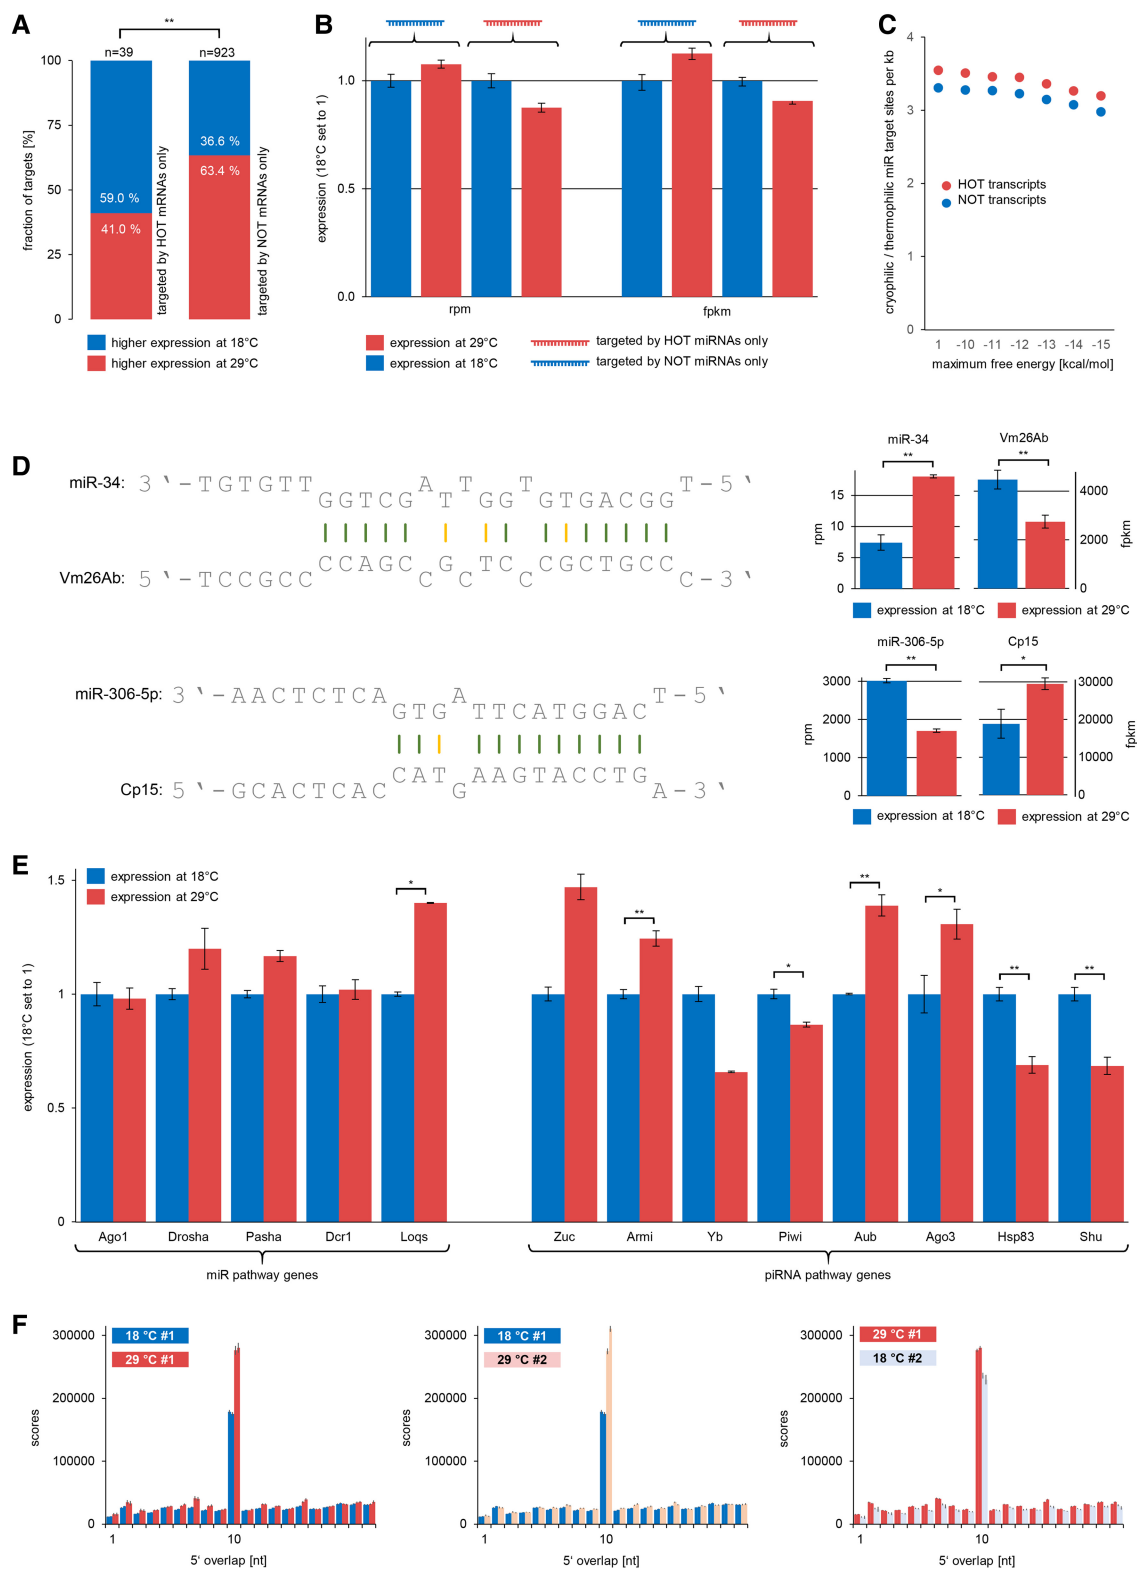 A
**
n=39 n=923
fraction of targets [%]
100
75
50
25
0
59.0 %
41.0 %
36.6 %
63.4 %
targeted by HOT mRNAs only
targeted by NOT mRNAs only
higher expression at 18°C
higher expression at 29°C
B
expression (18°C set to 1)
1.0
0.5
0.0
rpm fpkm
expression at 29°C
expression at 18°C
targeted by HOT miRNAs only
targeted by NOT miRNAs only
C
cryophilic / thermophilic miR target sites per kb
4
3
2
1
0
HOT transcripts
NOT transcripts
1 -10 -11 -12 -13 -14 -15
maximum free energy [kcal/mol]
D
miR-34: 3 ‘ – TGTGTT GGTCG A T T GG T GTGACGG T – 5 ‘
Vm26Ab: 5 ‘ – TCCGCC CCAGC C G C TC C CGCTGCC C – 3 ‘
miR-34
**
rpm
15
10
5
0
Vm26Ab
**
4000
2000
0
fpkm
expression at 18°C expression at 29°C
miR-306-5p: 3 ‘ – AACTCTCA GTG A TTCATGGAC T – 5 ‘
Cp15: 5 ‘ – GCACTCAC CAT G AAGTACCTG A – 3 ‘
miR-306-5p
**
rpm
3000
2000
1000
0
Cp15
*
30000
20000
10000
0
fpkm
expression at 18°C expression at 29°C
E
expression at 18°C
expression at 29°C
expression (18°C set to 1)
1.5
1
0.5
0
* ** * ** * ** **
Ago1 Drosha Pasha Dcr1 Loqs Zuc Armi Yb Piwi Aub Ago3 Hsp83 Shu
miR pathway genes piRNA pathway genes
F
18 °C #1
29 °C #1
scores
300000
200000
100000
0
1 10
5‘ overlap [nt]
18 °C #1
29 °C #2
scores
300000
200000
100000
0
1 10
5‘ overlap [nt]
29 °C #1
18 °C #2
scores
300000
200000
100000
0
1 10
5‘ overlap [nt]